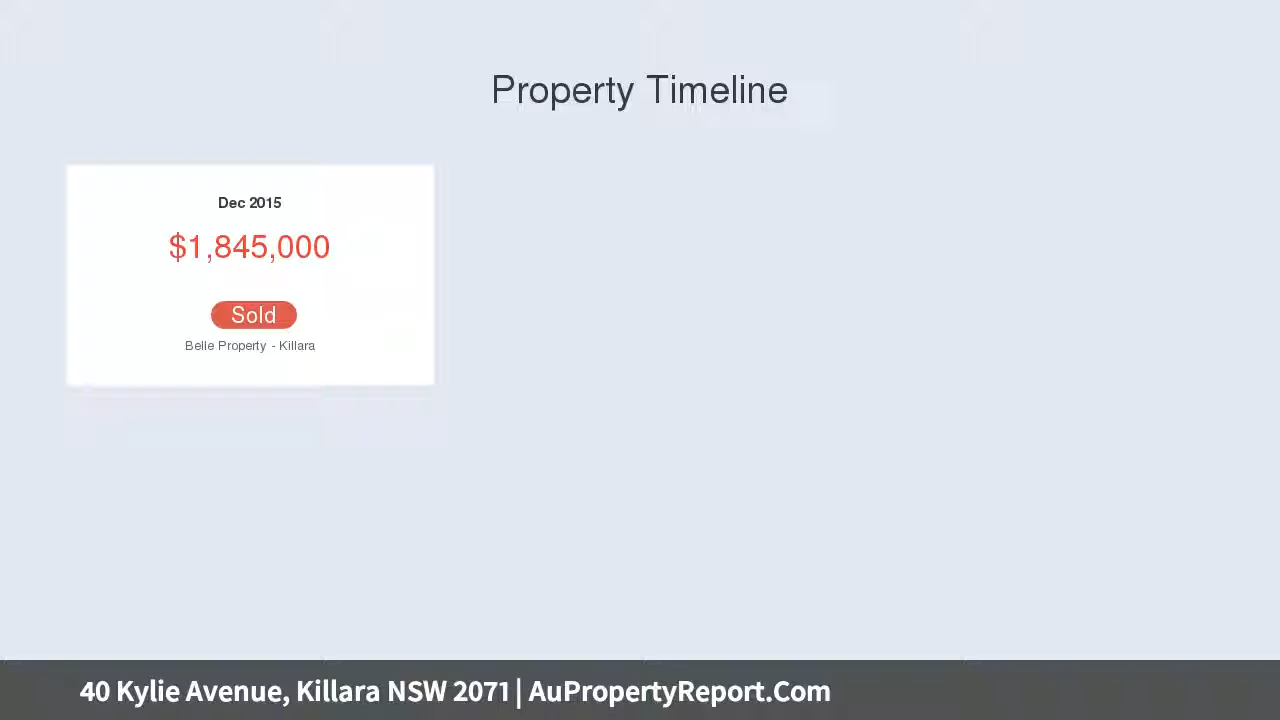 Property Timeline
Dec 2015
$1,845,000
Sold
Belle Property - Killara
40 Kylie Avenue, Killara NSW 2071 | AuPropertyReport.Com